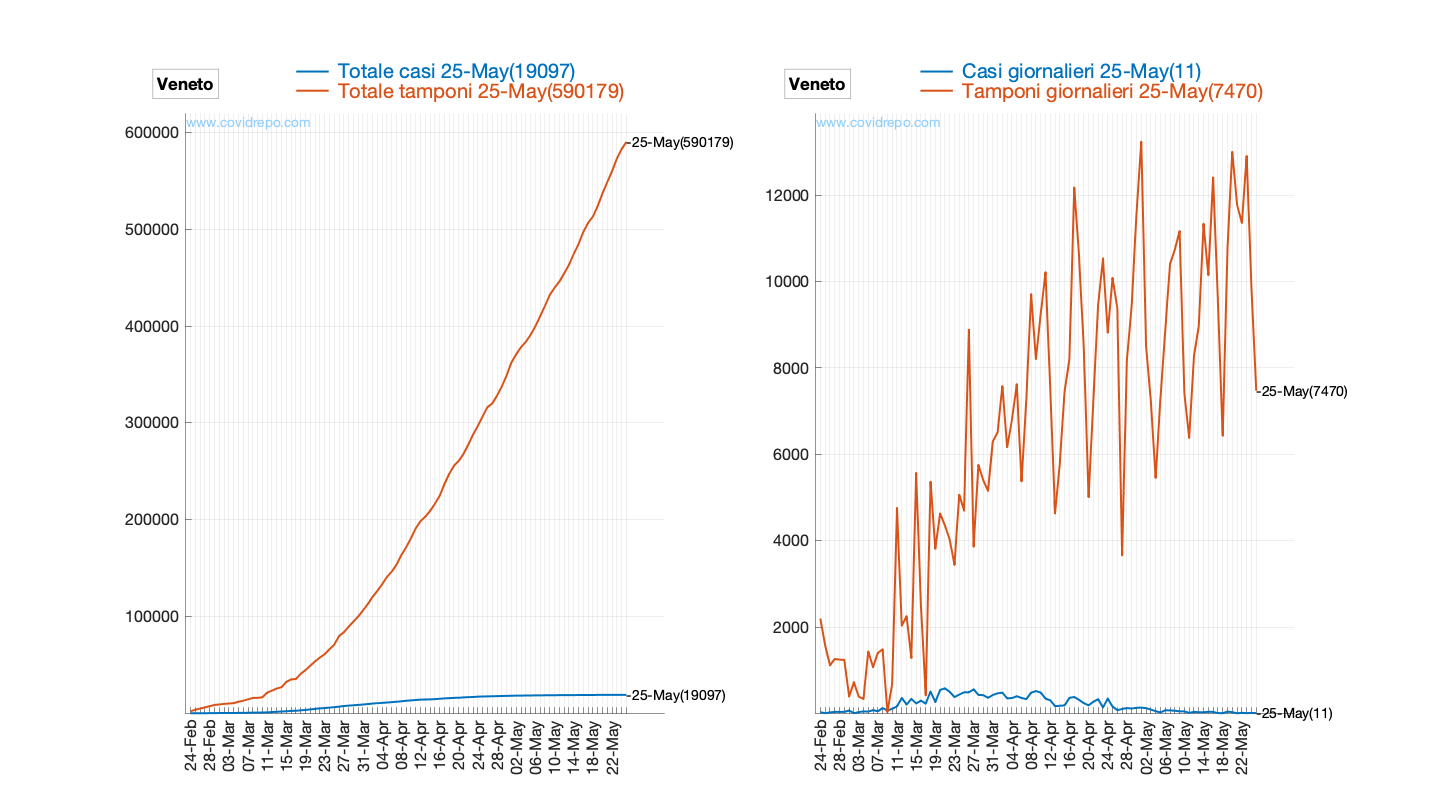 Veneto
Totale casi 25-May(19097)
Totale tamponi 25-May(590179)
www.covidrepo.com
600000
500000
400000
300000
200000
100000
25-May(590179)
25-May(19097)
24-Feb
28-Feb
03-Mar
07-Mar
11-Mar
15-Mar
19-Mar
23-Mar
27-Mar
31-Mar
04-Apr
08-Apr
12-Apr
16-Apr
20-Apr
24-Apr
28-Apr
02-May
06-May
10-May
14-May
18-May
22-May
Veneto
Casi giornalieri 25-May(11)
Tamponi giornalieri 25-May(7470)
www.covidrepo.com
12000
10000
8000
6000
4000
2000
25-May(7470)
25-May(11)
24-Feb
28-Feb
03-Mar
07-Mar
11-Mar
15-Mar
19-Mar
23-Mar
27-Mar
31-Mar
04-Apr
08-Apr
12-Apr
16-Apr
20-Apr
24-Apr
28-Apr
02-May
06-May
10-May
14-May
18-May
22-May